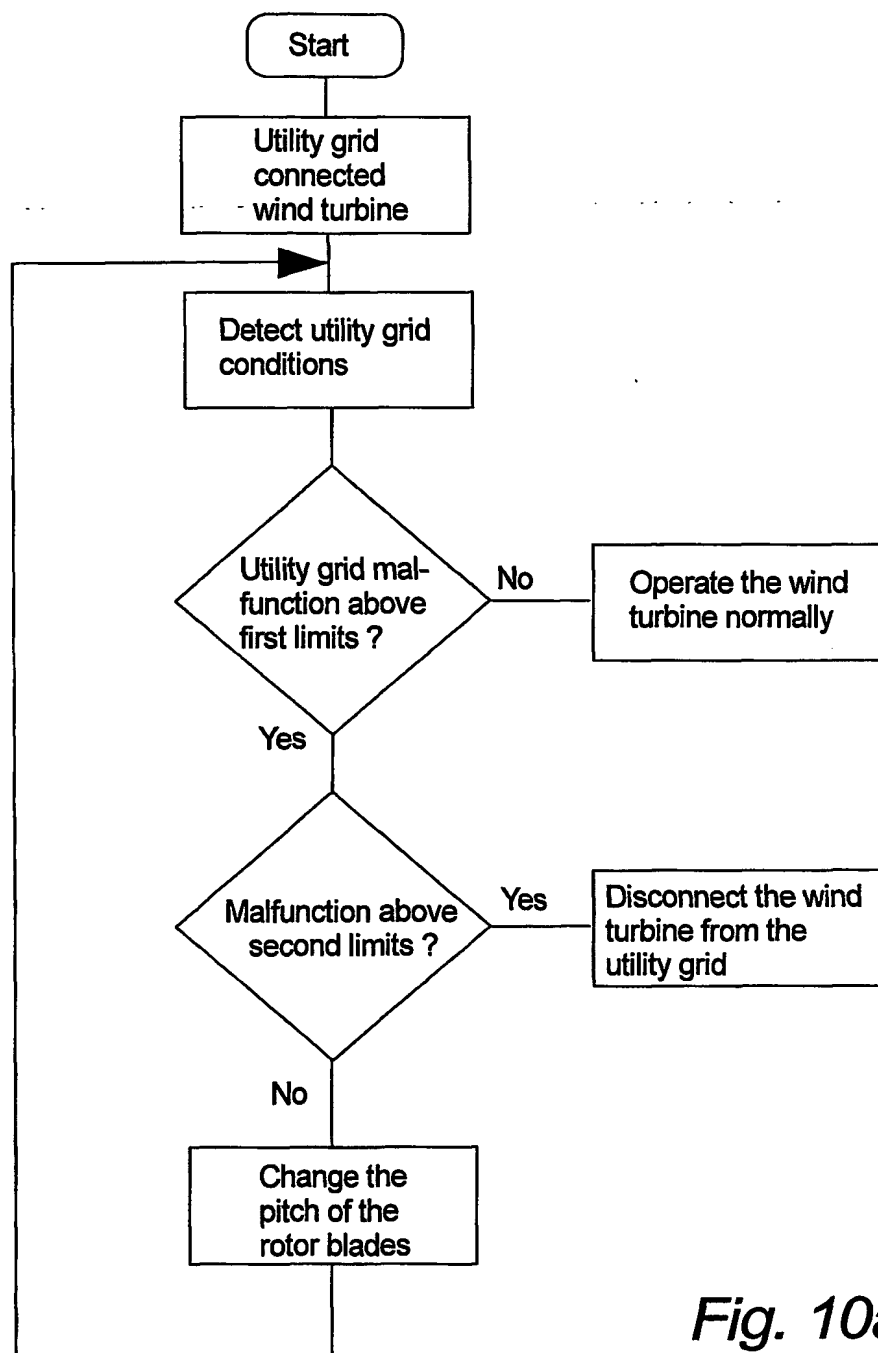 Start
Utility grid
connected
wind turbine
Detect utility grid
conditions
Utility grid mal-
function above
first limits ?
No
Operate the wind
turbine normally
Yes
Malfunction above
second limits ?
Yes
Disconnect the wind
turbine from the
utility grid
No
Change the
pitch of the
rotor blades
Fig. 10a